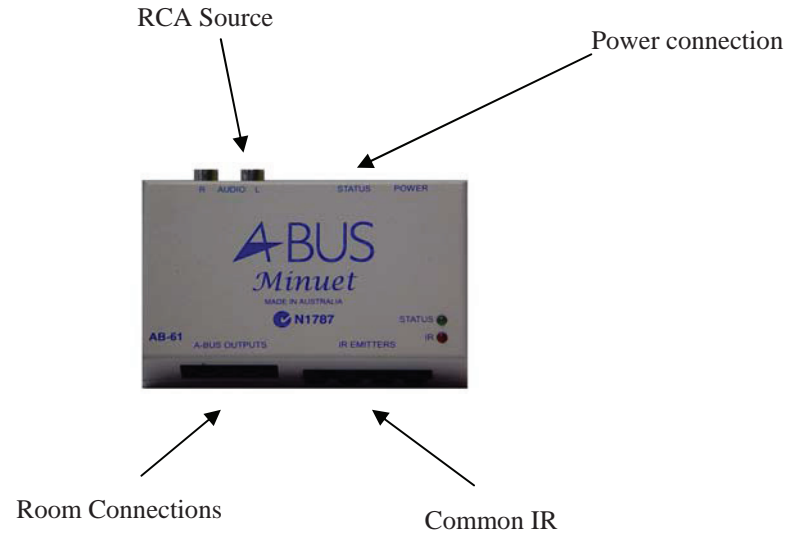 RCA Source
Power connection
R AUDIO L
STATUS POWER
A-BUS
Minuet
MADE IN AUSTRALIA
N1787
STATUS
IR
AB-61
A-BUS OUTPUTS
IR EMITTERS
Room Connections
Common IR